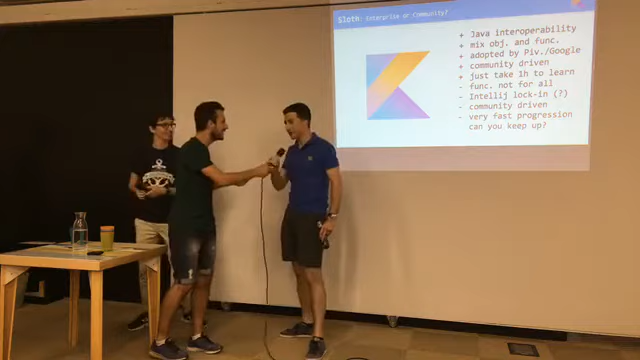 Sloth: Enterprise or Community?
+ Java interoperability
+ mix obj. and func.
+ adopted by Piv./Google
+ community driven
+ just take 1h to learn
- func. not for all
- Intellij lock-in (?)
- community driven
- very fast progression
can you keep up?